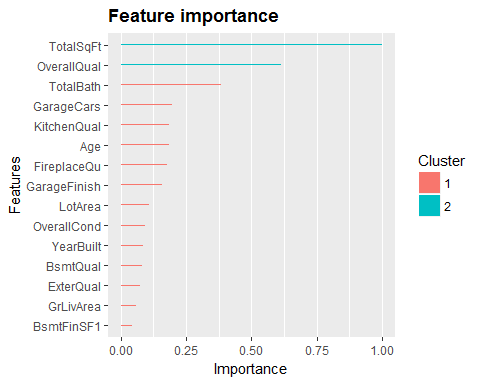 Feature importance
TotalSqFt
OverallQual
TotalBath
GarageCars
KitchenQual
Age
FireplaceQu
GarageFinish
LotArea
OverallCond
YearBuilt
BsmtQual
ExterQual
GrLivArea
BsmtFinSF1
Features
0.00 0.25 0.50 0.75 1.00
Importance
Cluster
1
2